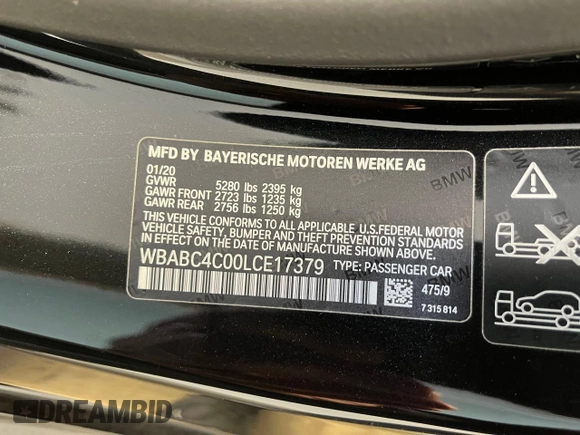 MFD BY BAYERISCHE MOTOREN WERKE AG
01/20
GVWR 5280 lbs 2395 kg
GAWR FRONT 2723 lbs 1235 kg
GAWR REAR 2756 lbs 1250 kg
THIS VEHICLE CONFORMS TO ALL APPLICABLE U.S.FEDERAL MOTOR
VEHICLE SAFETY, BUMPER AND THEFT PREVENTION STANDARDS
IN EFFECT ON THE DATE OF MANUFACTURE SHOWN ABOVE.
WBABC4C00LCE17379 TYPE: PASSENGER CAR
475/9
7 315 814
BMW
DREAMBID